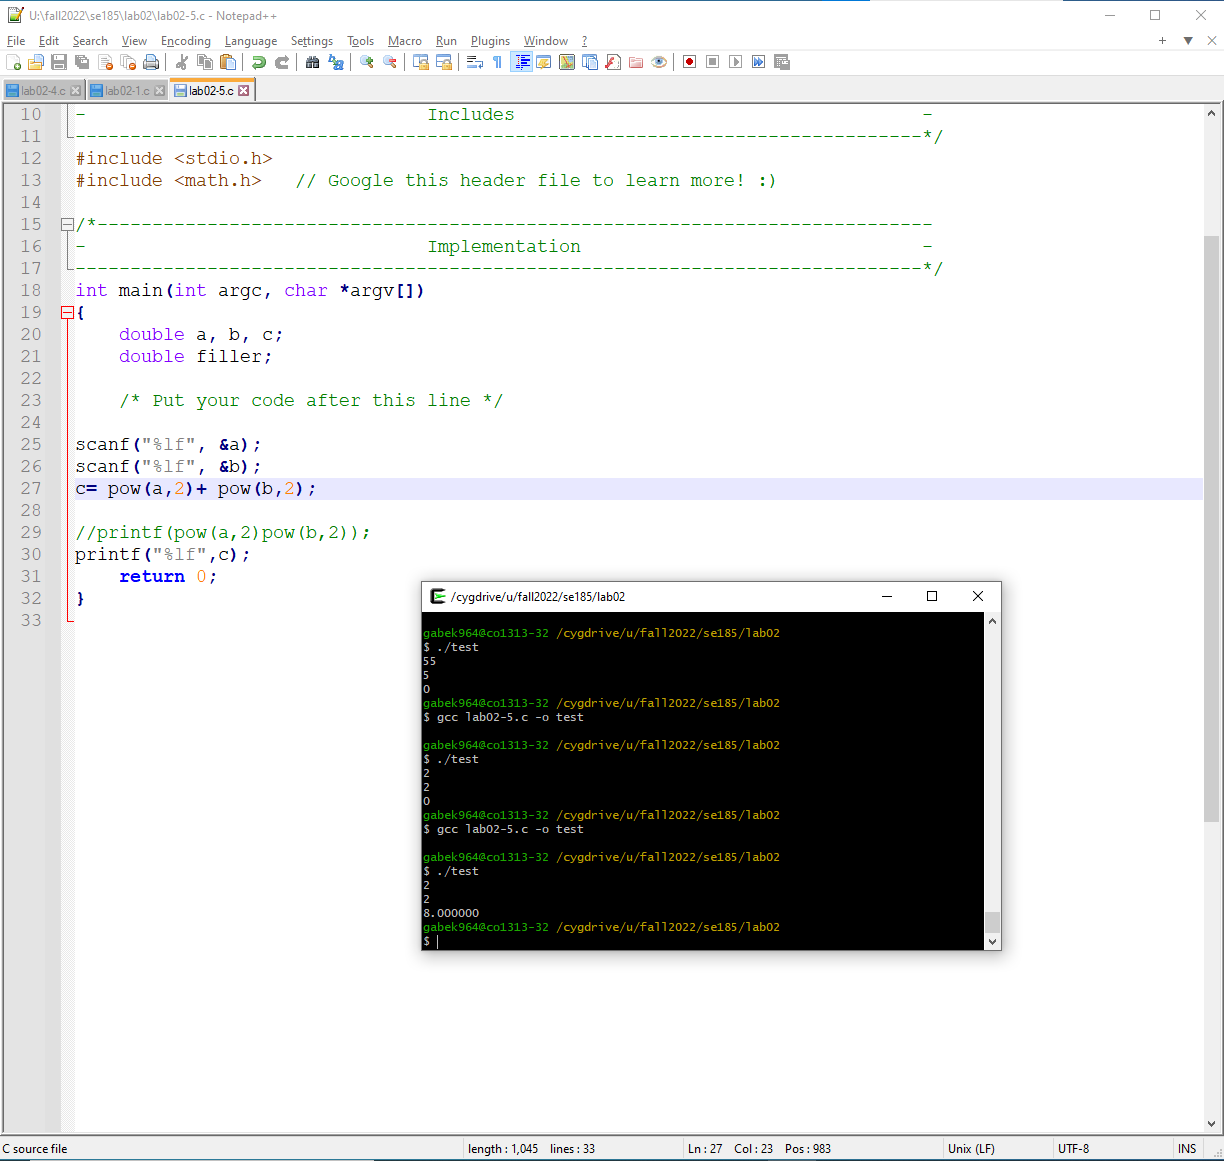 U:\fall2022\se185\lab02\lab02-5.c - Notepad++
File Edit Search View Encoding Language Settings Tools Macro Run Plugins Window ?
lab02-4.c lab02-1.c lab02-5.c
10 - Includes -
11 -----------------------------------------------------------------------------*/
12 #include <stdio.h>
13 #include <math.h>   // Google this header file to learn more! :)
14
15 /*----------------------------------------------------------------------------
16 - Implementation -
17 -----------------------------------------------------------------------------*/
18 int main(int argc, char *argv[])
19 {
20     double a, b, c;
21     double filler;
22
23     /* Put your code after this line */
24
25 scanf("%lf", &a);
26 scanf("%lf", &b);
27 c= pow(a,2)+ pow(b,2);
28
29 //printf(pow(a,2)pow(b,2));
30 printf("%lf",c);
31     return 0;
32 }
33
/cygdrive/u/fall2022/se185/lab02
gabek964@co1313-32 /cygdrive/u/fall2022/se185/lab02
$ ./test
55
5
0
gabek964@co1313-32 /cygdrive/u/fall2022/se185/lab02
$ gcc lab02-5.c -o test
gabek964@co1313-32 /cygdrive/u/fall2022/se185/lab02
$ ./test
2
2
0
gabek964@co1313-32 /cygdrive/u/fall2022/se185/lab02
$ gcc lab02-5.c -o test
gabek964@co1313-32 /cygdrive/u/fall2022/se185/lab02
$ ./test
2
2
8.000000
gabek964@co1313-32 /cygdrive/u/fall2022/se185/lab02
$
C source file length : 1,045 lines : 33 Ln : 27 Col : 23 Pos : 983 Unix (LF) UTF-8 INS